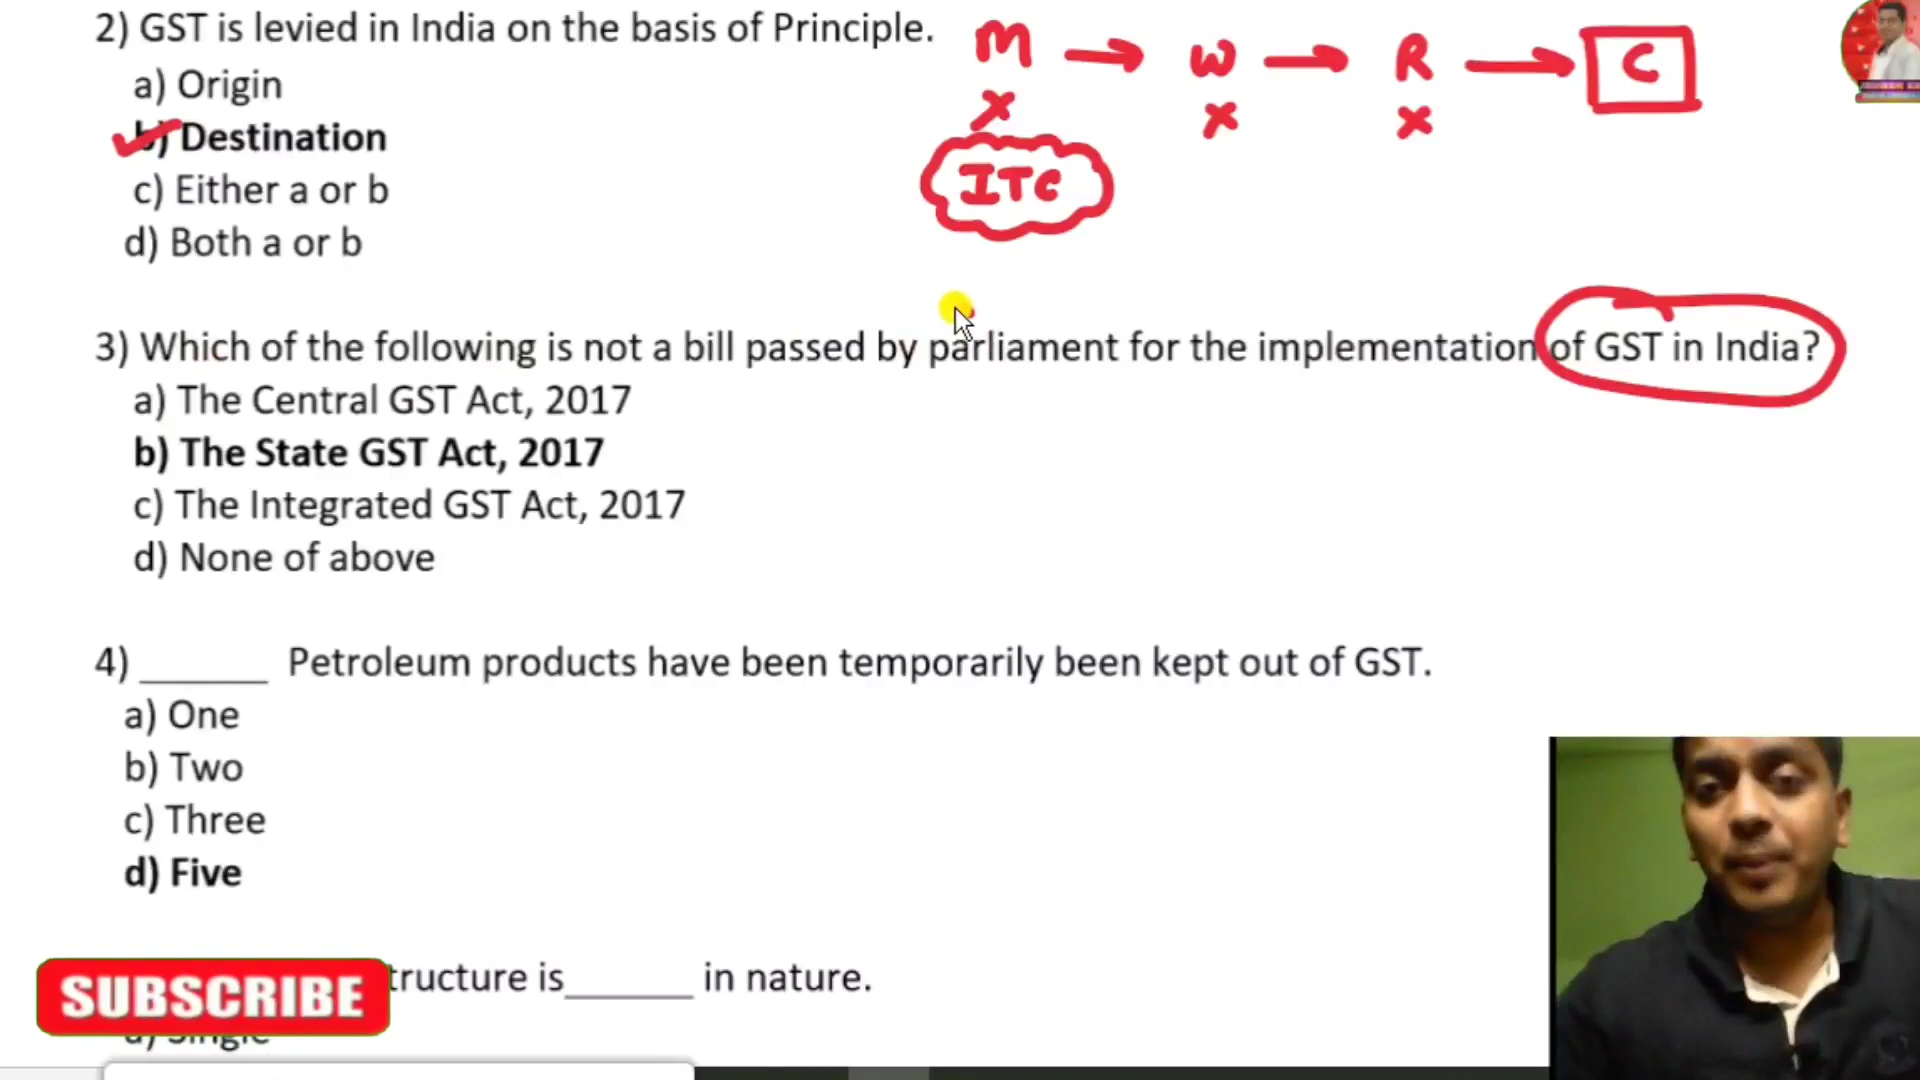 2) GST is levied in India on the basis of Principle.
M → W → R → C
a) Origin
x x x
b) Destination
ITC
c) Either a or b
d) Both a or b
3) Which of the following is not a bill passed by parliament for the implementation of GST in India?
a) The Central GST Act, 2017
b) The State GST Act, 2017
c) The Integrated GST Act, 2017
d) None of above
4) ______ Petroleum products have been temporarily been kept out of GST.
a) One
b) Two
c) Three
d) Five
tructure is______ in nature.
SUBSCRIBE
a) Single